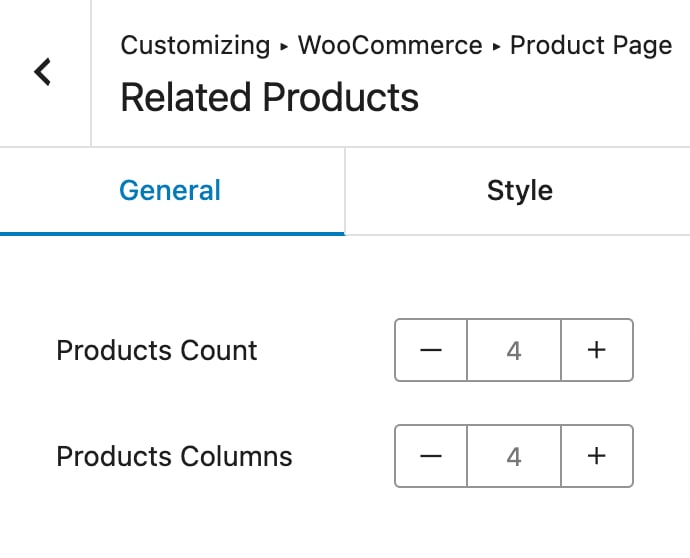 Customizing ▸ WooCommerce ▸ Product Page
Related Products
General Style
Products Count — 4 +
Products Columns — 4 +